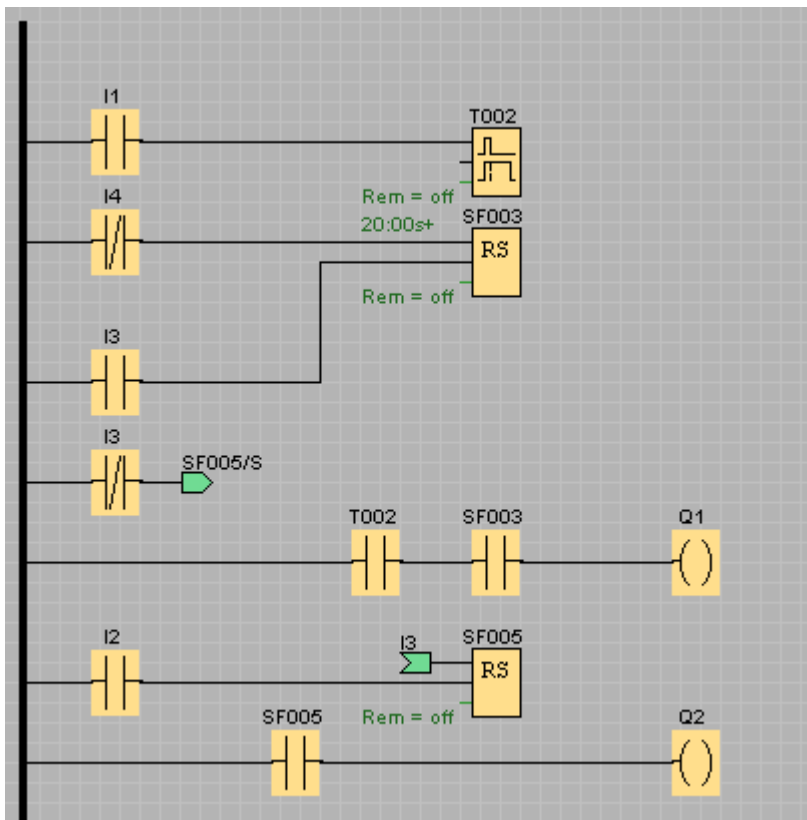 I1
T002
Rem = off
20:00s+
I4
SF003
RS
Rem = off
I3
I3
SF005/S
T002 SF003 Q1
I2
I3
SF005
RS
Rem = off
SF005
Q2